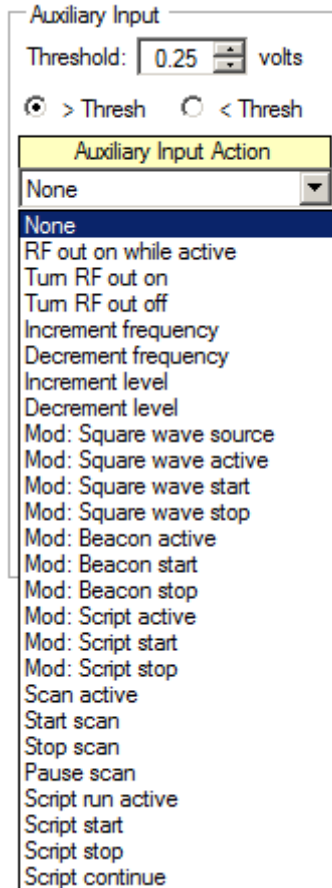 Auxiliary Input
Threshold: 0.25 volts
> Thresh < Thresh
Auxiliary Input Action
None
None
RF out on while active
Turn RF out on
Turn RF out off
Increment frequency
Decrement frequency
Increment level
Decrement level
Mod: Square wave source
Mod: Square wave active
Mod: Square wave start
Mod: Square wave stop
Mod: Beacon active
Mod: Beacon start
Mod: Beacon stop
Mod: Script active
Mod: Script start
Mod: Script stop
Scan active
Start scan
Stop scan
Pause scan
Script run active
Script start
Script stop
Script continue